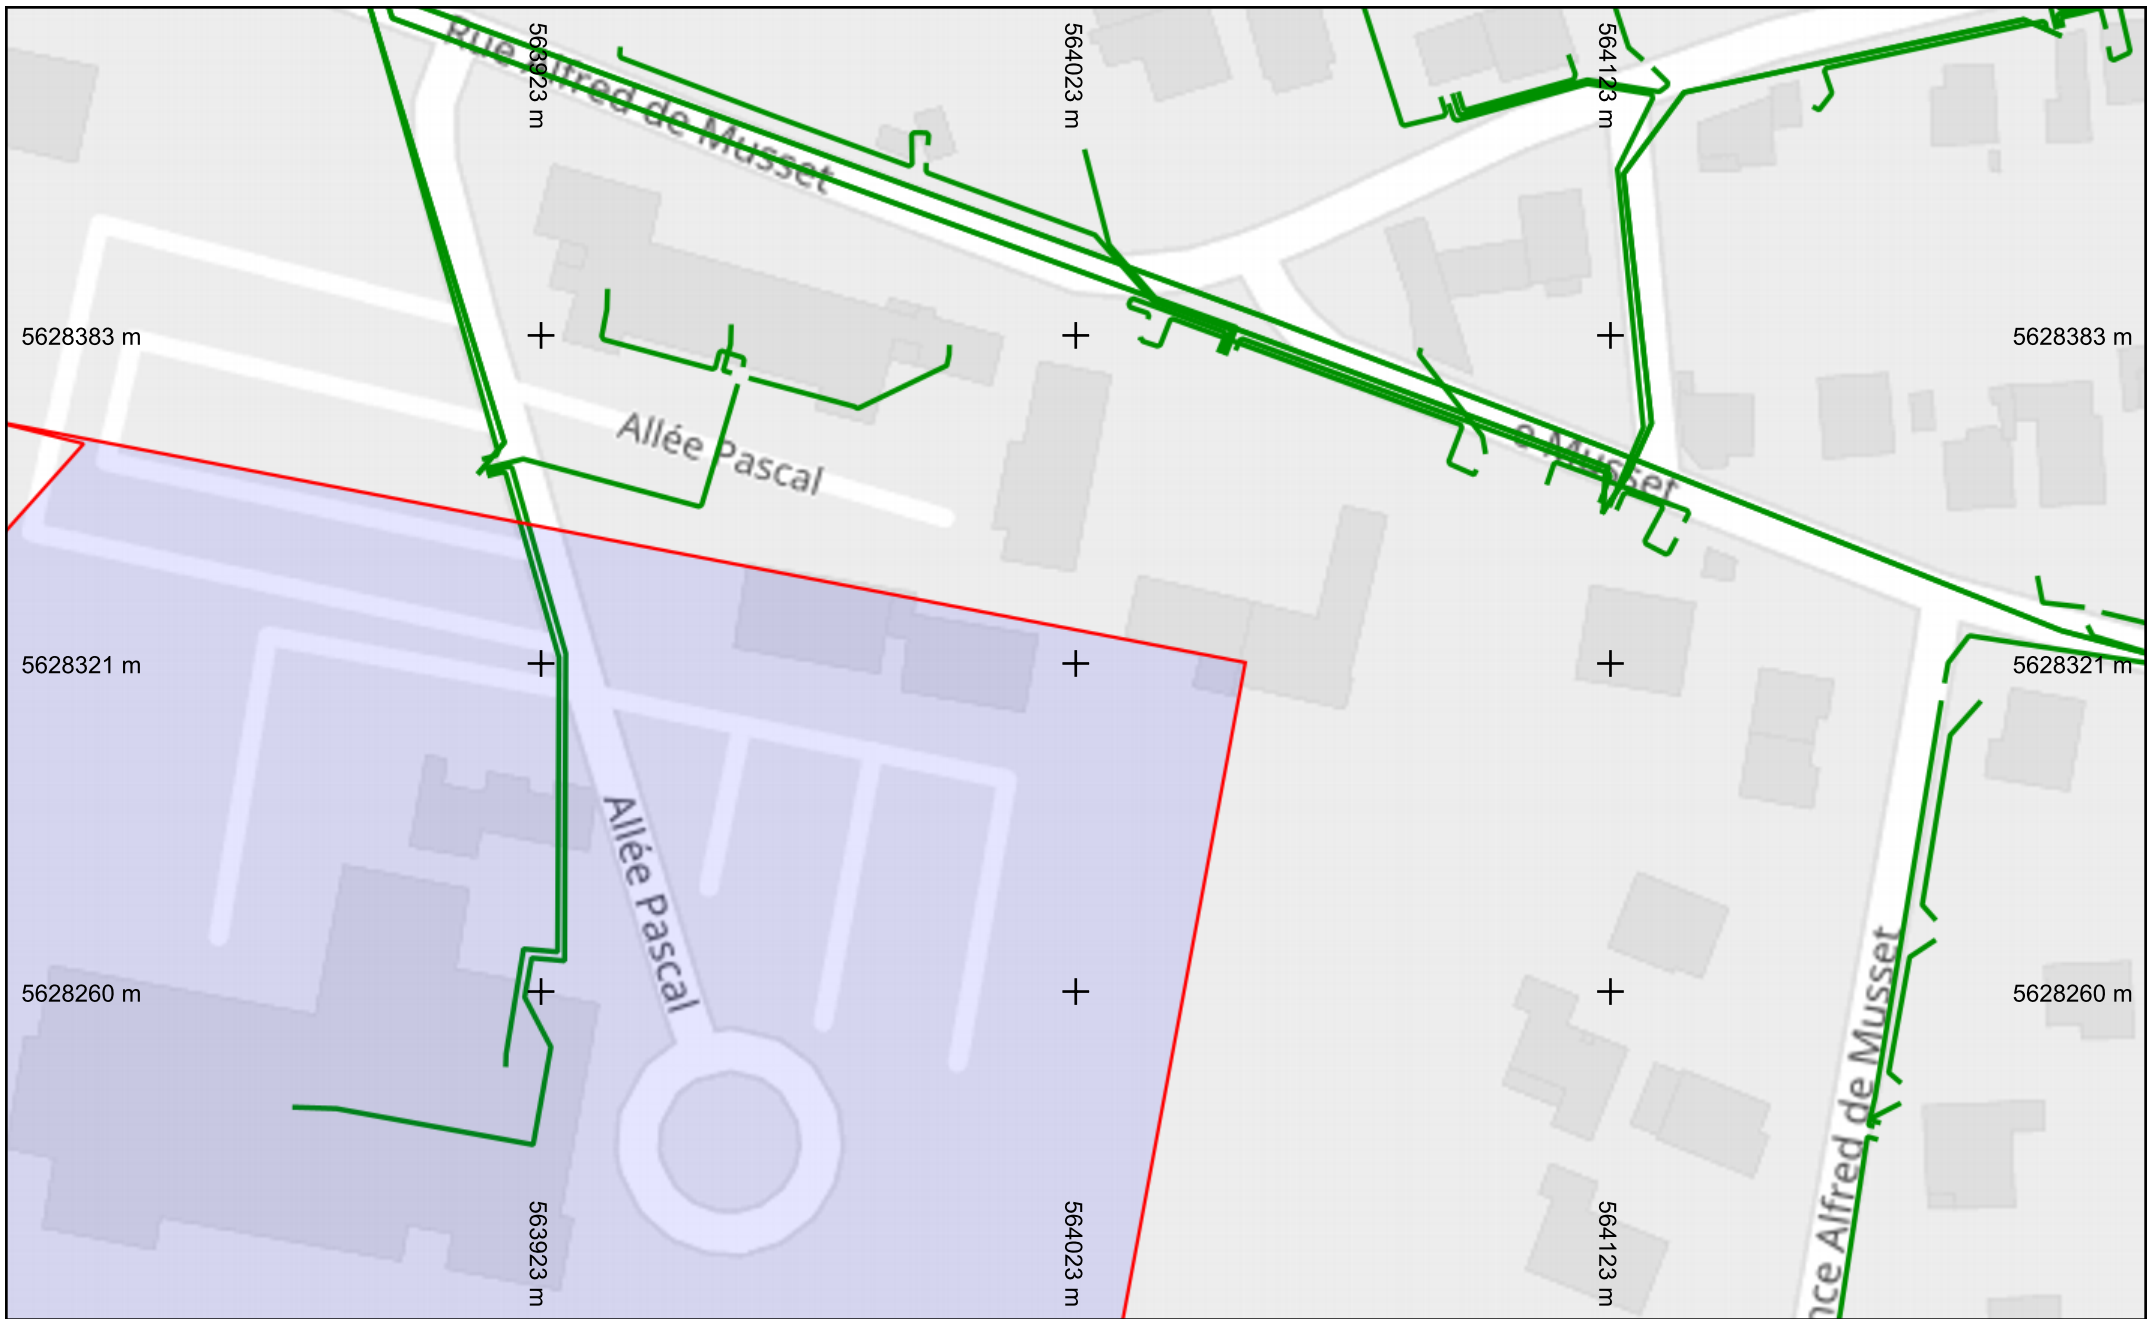 Rue Alfred de Musset
563923 m
564023 m
564123 m
5628383 m
5628383 m
Allée Pascal
e Musset
5628321 m
5628321 m
Allée Pascal
5628260 m
5628260 m
nce Alfred de Musset
563923 m
564023 m
564123 m